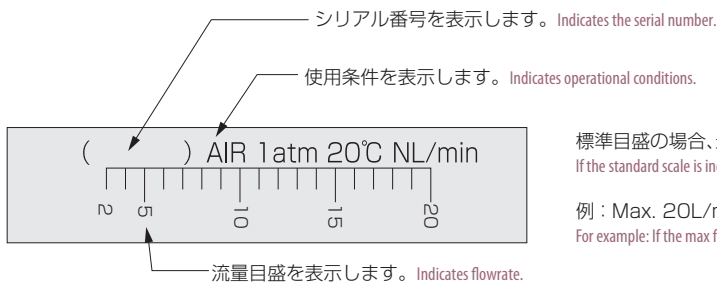 シリアル番号を表示します。Indicates the serial number.
使用条件を表示します。Indicates operational conditions.
(　　　) AIR 1atm 20℃ NL/min
2 5 10 15 20
流量目盛を表示します。Indicates flowrate.
標準目盛の場合、
If the standard scale is
例：Max. 20L/
For example: If the max